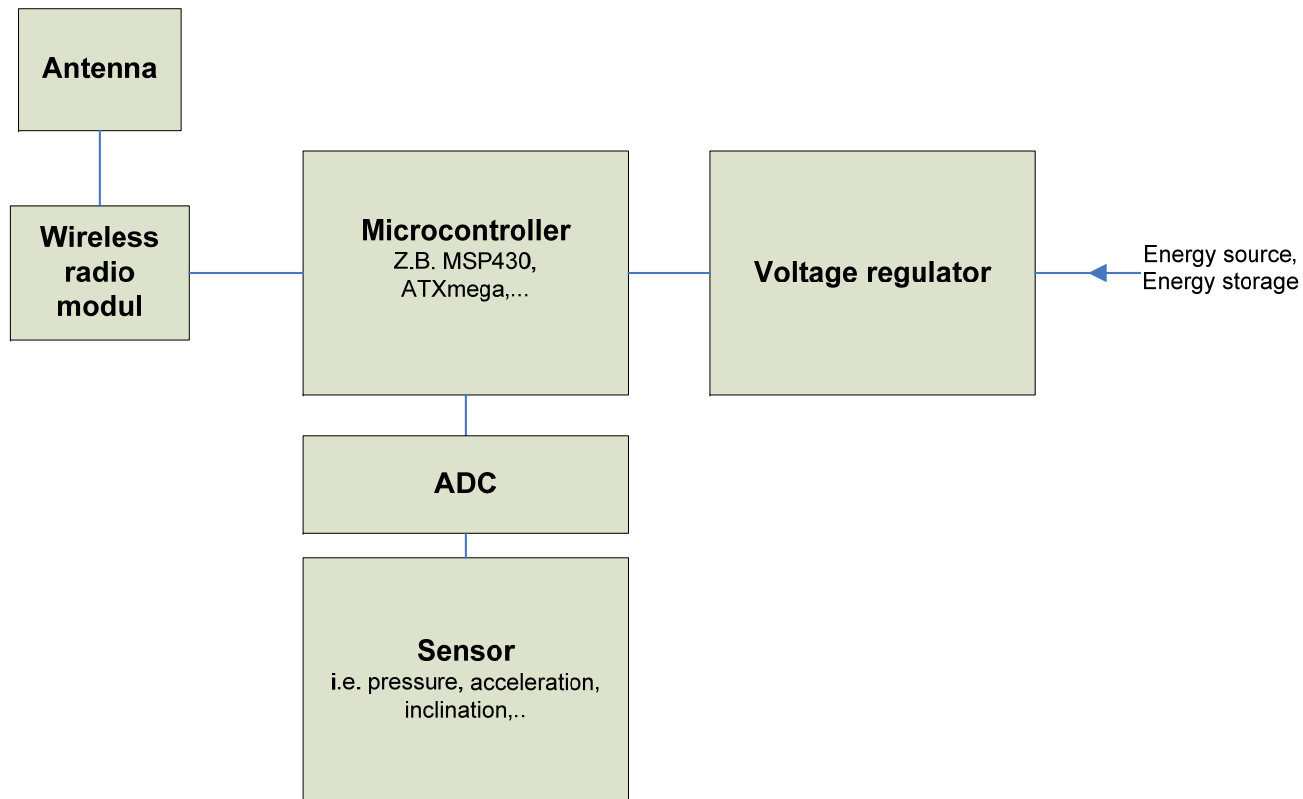 Antenna
Wireless
radio
modul
Microcontroller
Z.B. MSP430,
ATXmega,...
Voltage regulator
Energy source,
Energy storage
ADC
Sensor
i.e. pressure, acceleration,
inclination,..